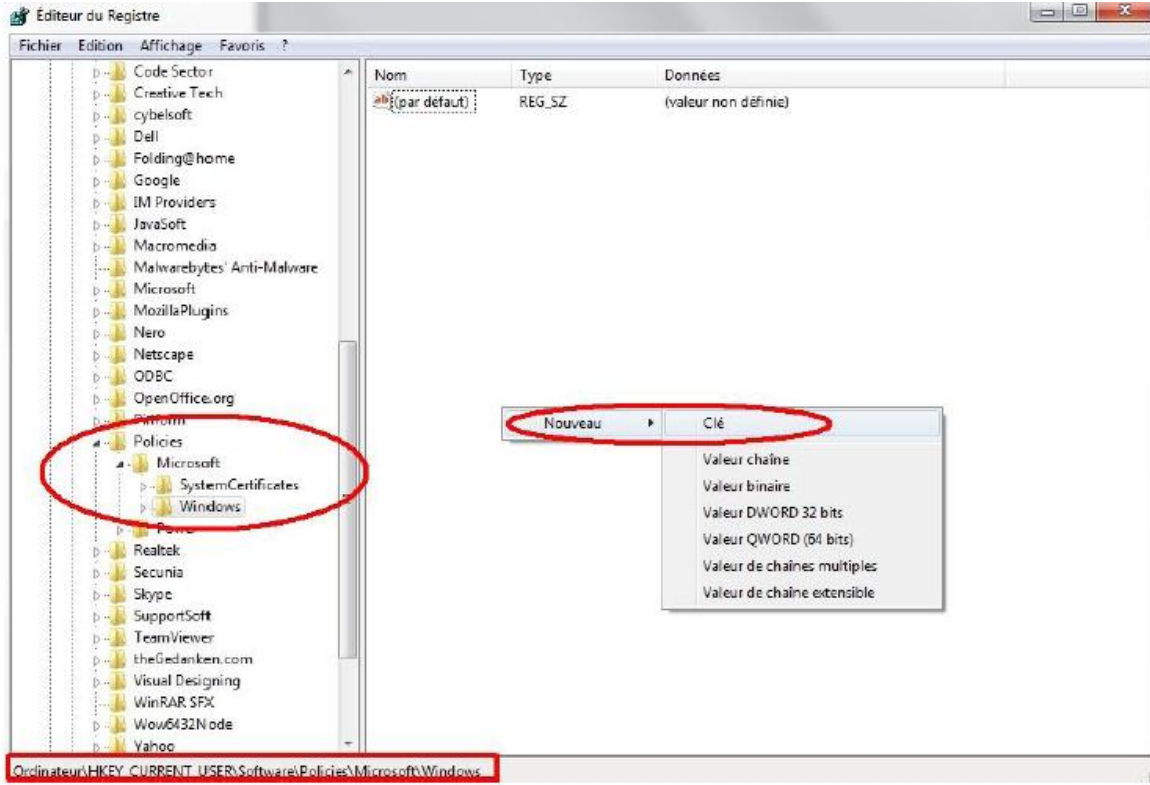 Éditeur du Registre
Fichier Edition Affichage Favoris ?
Code Sector
Creative Tech
cybelsoft
Dell
Folding@home
Google
IM Providers
JavaSoft
Macromedia
Malwarebytes' Anti-Malware
Microsoft
MozillaPlugins
Nero
Netscape
ODBC
OpenOffice.org
Piriform
Policies
Microsoft
SystemCertificates
Windows
Power
Realtek
Secunia
Skype
SupportSoft
TeamViewer
theGedanken.com
Visual Designing
WinRAR SFX
Wow6432Node
Yahoo
Nom Type Données
(par défaut) REG_SZ (valeur non définie)
Nouveau Clé
Valeur chaîne
Valeur binaire
Valeur DWORD 32 bits
Valeur QWORD (64 bits)
Valeur de chaînes multiples
Valeur de chaîne extensible
Ordinateur\HKEY_CURRENT_USER\Software\Policies\Microsoft\Windows